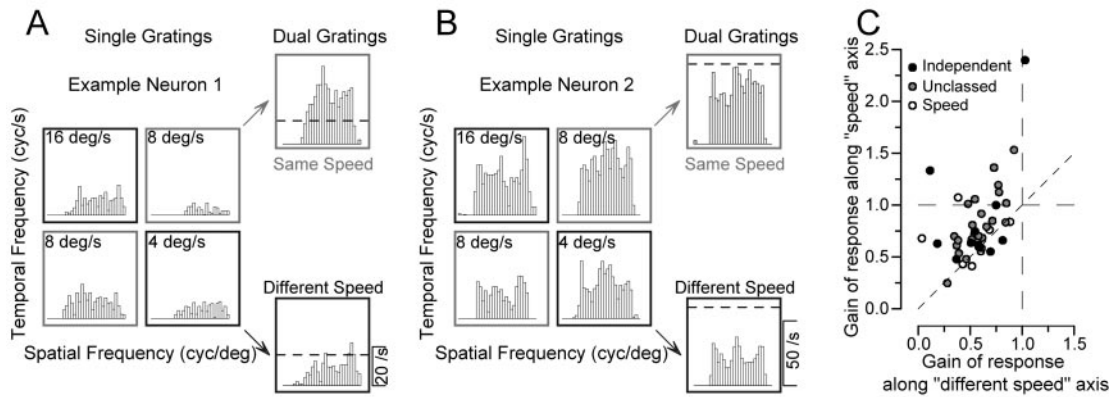 A
Single Gratings
Dual Gratings
Example Neuron 1
Temporal Frequency (cyc/s)
16 deg/s
8 deg/s
Same Speed
8 deg/s
4 deg/s
Different Speed
20 /s
Spatial Frequency (cyc/deg)
B
Single Gratings
Dual Gratings
Example Neuron 2
Temporal Frequency (cyc/s)
16 deg/s
8 deg/s
Same Speed
8 deg/s
4 deg/s
Different Speed
50 /s
Spatial Frequency (cyc/deg)
C
Gain of response along "speed" axis
2.5
2.0
1.5
1.0
0.5
0.0
Independent
Unclassed
Speed
0.0 0.5 1.0 1.5
Gain of response
along "different speed" axis